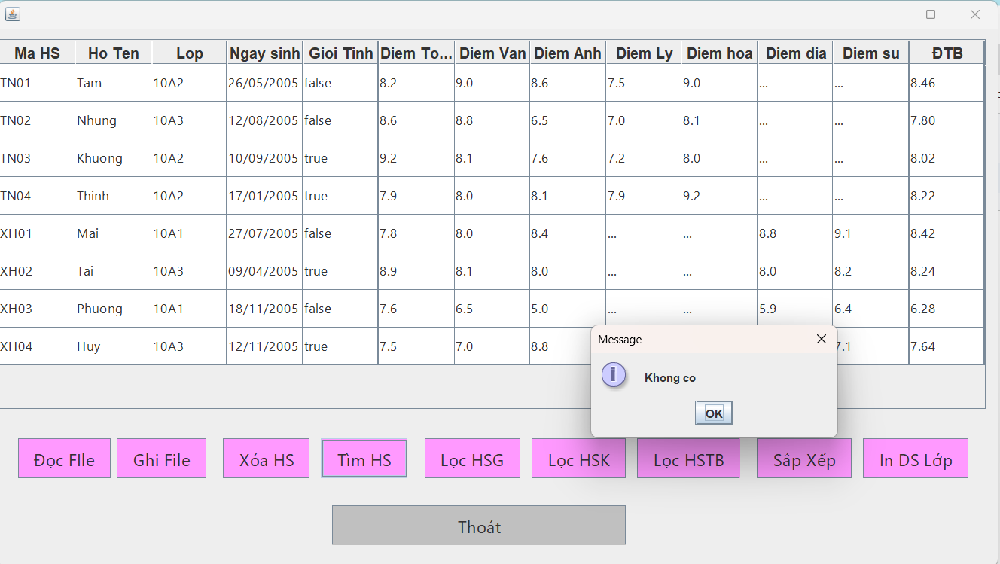 Ma HS Ho Ten Lop Ngay sinh Gioi Tinh Diem To... Diem Van Diem Anh Diem Ly Diem hoa Diem dia Diem su ĐTB
TN01 Tam 10A2 26/05/2005 false 8.2 9.0 8.6 7.5 9.0 ... ... 8.46
TN02 Nhung 10A3 12/08/2005 false 8.6 8.8 6.5 7.0 8.1 ... ... 7.80
TN03 Khuong 10A2 10/09/2005 true 9.2 8.1 7.6 7.2 8.0 ... ... 8.02
TN04 Thinh 10A2 17/01/2005 true 7.9 8.0 8.1 7.9 9.2 ... ... 8.22
XH01 Mai 10A1 27/07/2005 false 7.8 8.0 8.4 ... ... 8.8 9.1 8.42
XH02 Tai 10A3 09/04/2005 true 8.9 8.1 8.0 ... ... 8.0 8.2 8.24
XH03 Phuong 10A1 18/11/2005 false 7.6 6.5 5.0 ... ... 5.9 6.4 6.28
XH04 Huy 10A3 12/11/2005 true 7.5 7.0 8.8 7.1 7.64
Message
Khong co
OK
Đọc FIle Ghi File Xóa HS Tìm HS Lọc HSG Lọc HSK Lọc HSTB Sắp Xếp In DS Lớp
Thoát